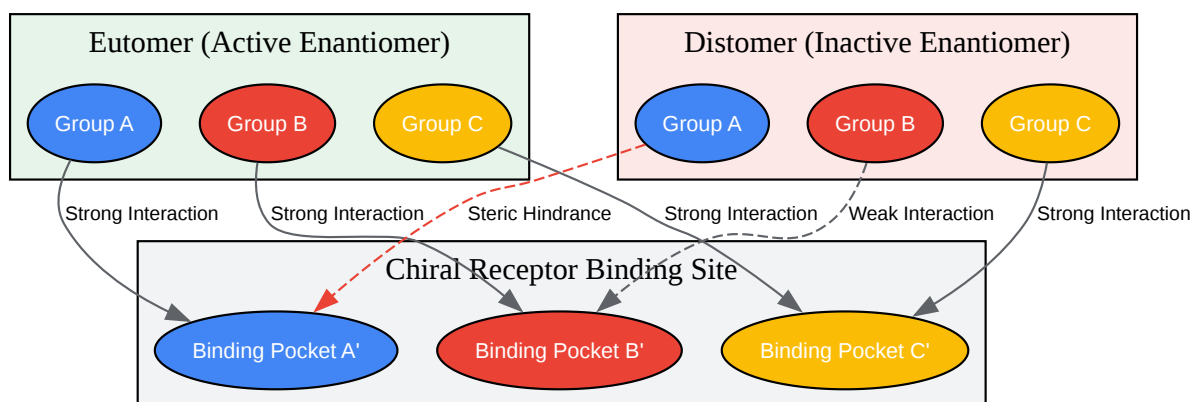 Eutomer (Active Enantiomer)
Distomer (Inactive Enantiomer)
Group A
Group B
Group C
Group A
Group B
Group C
Strong Interaction
Strong Interaction
Steric Hindrance
Strong Interaction
Weak Interaction
Strong Interaction
Chiral Receptor Binding Site
Binding Pocket A'
Binding Pocket B'
Binding Pocket C'